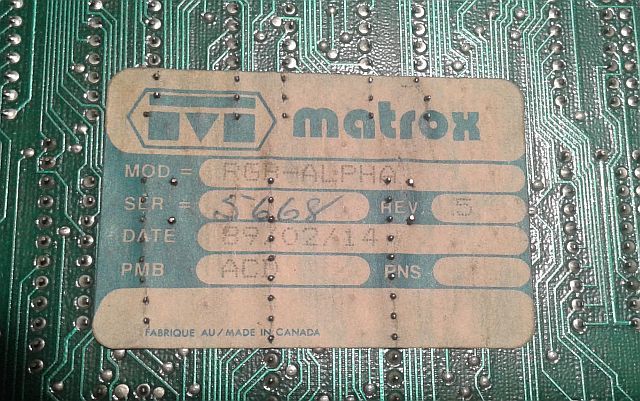 matrox
MOD = RGB-ALPHA
SER = 5668 REV. 5
DATE 89/02/14
PMB ACI PNS
FABRIQUE AU/MADE IN CANADA